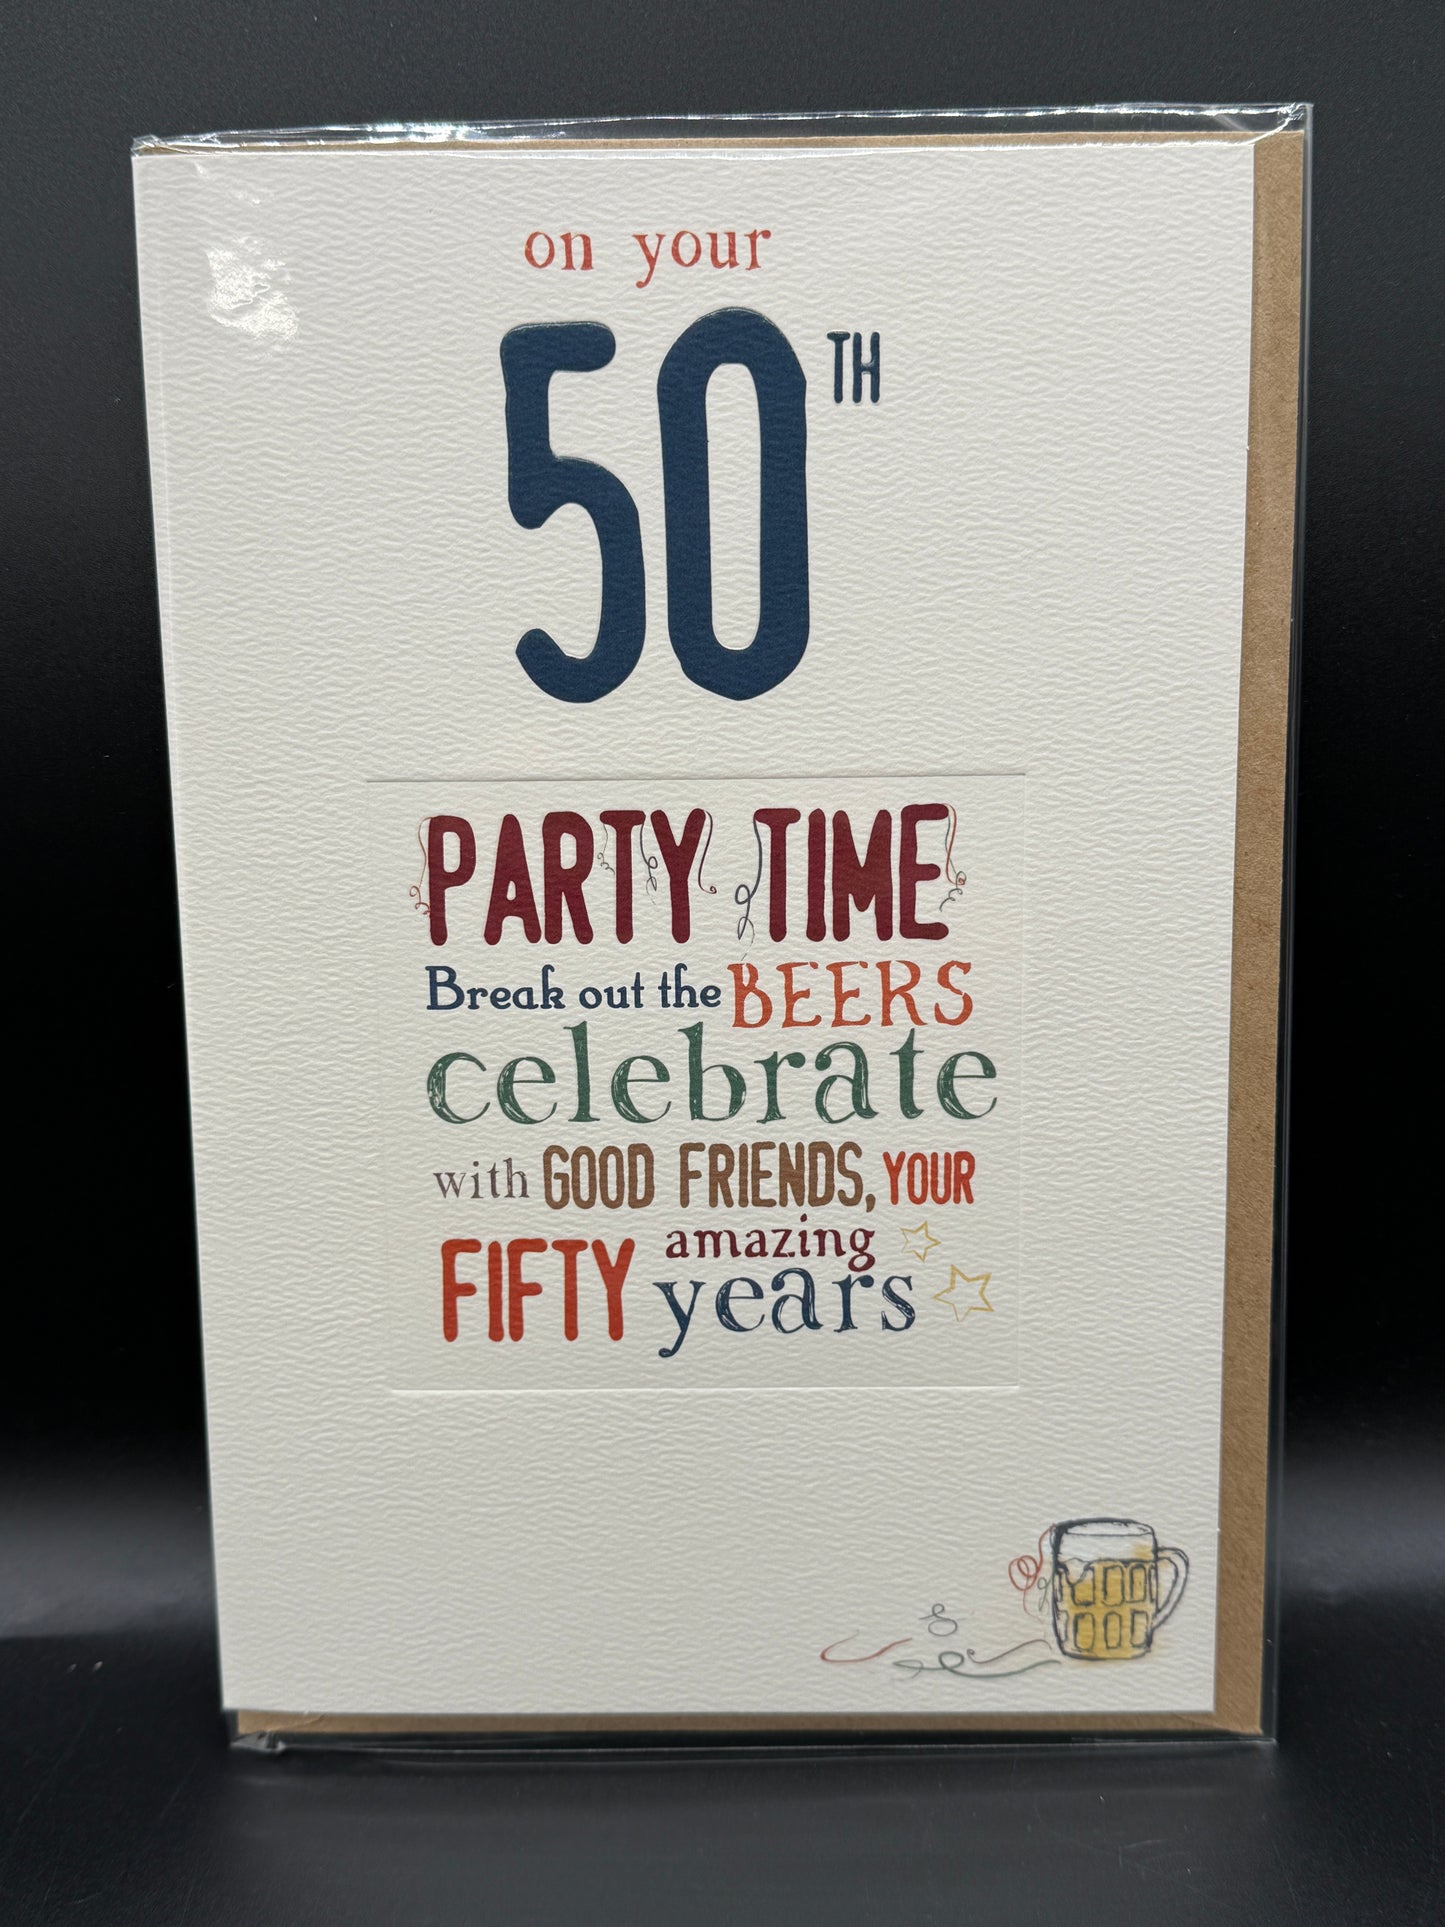 on your
50TH
PARTY TIME
Break out the BEERS
celebrate
with GOOD FRIENDS, YOUR
FIFTY amazing
years